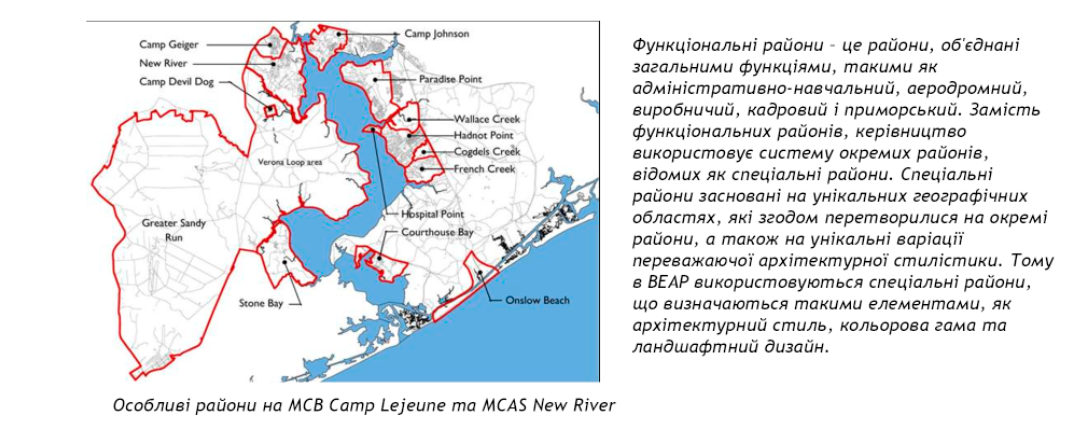 Camp Geiger
New River
Camp Devil Dog
Camp Johnson
Paradise Point
Wallace Creek
Hadnot Point
Cogdels Creek
French Creek
Verona Loop area
Greater Sandy
Run
Hospital Point
Courthouse Bay
Stone Bay
Onslow Beach
Особливі райони на MCB Camp Lejeune та MCAS New River
Функціональні райони – це райони, об'єднані
загальними функціями, такими як
адміністративно-навчальний, аеродромний,
виробничий, кадровий і приморський. Замість
функціональних районів, керівництво
використовує систему окремих районів,
відомих як спеціальні райони. Спеціальні
райони засновані на унікальних географічних
областях, які згодом перетворилися на окремі
райони, а також на унікальні варіації
переважаючої архітектурної стилістики. Тому
в BEAP використовуються спеціальні райони,
що визначаються такими елементами, як
архітектурний стиль, кольорова гама та
ландшафтний дизайн.